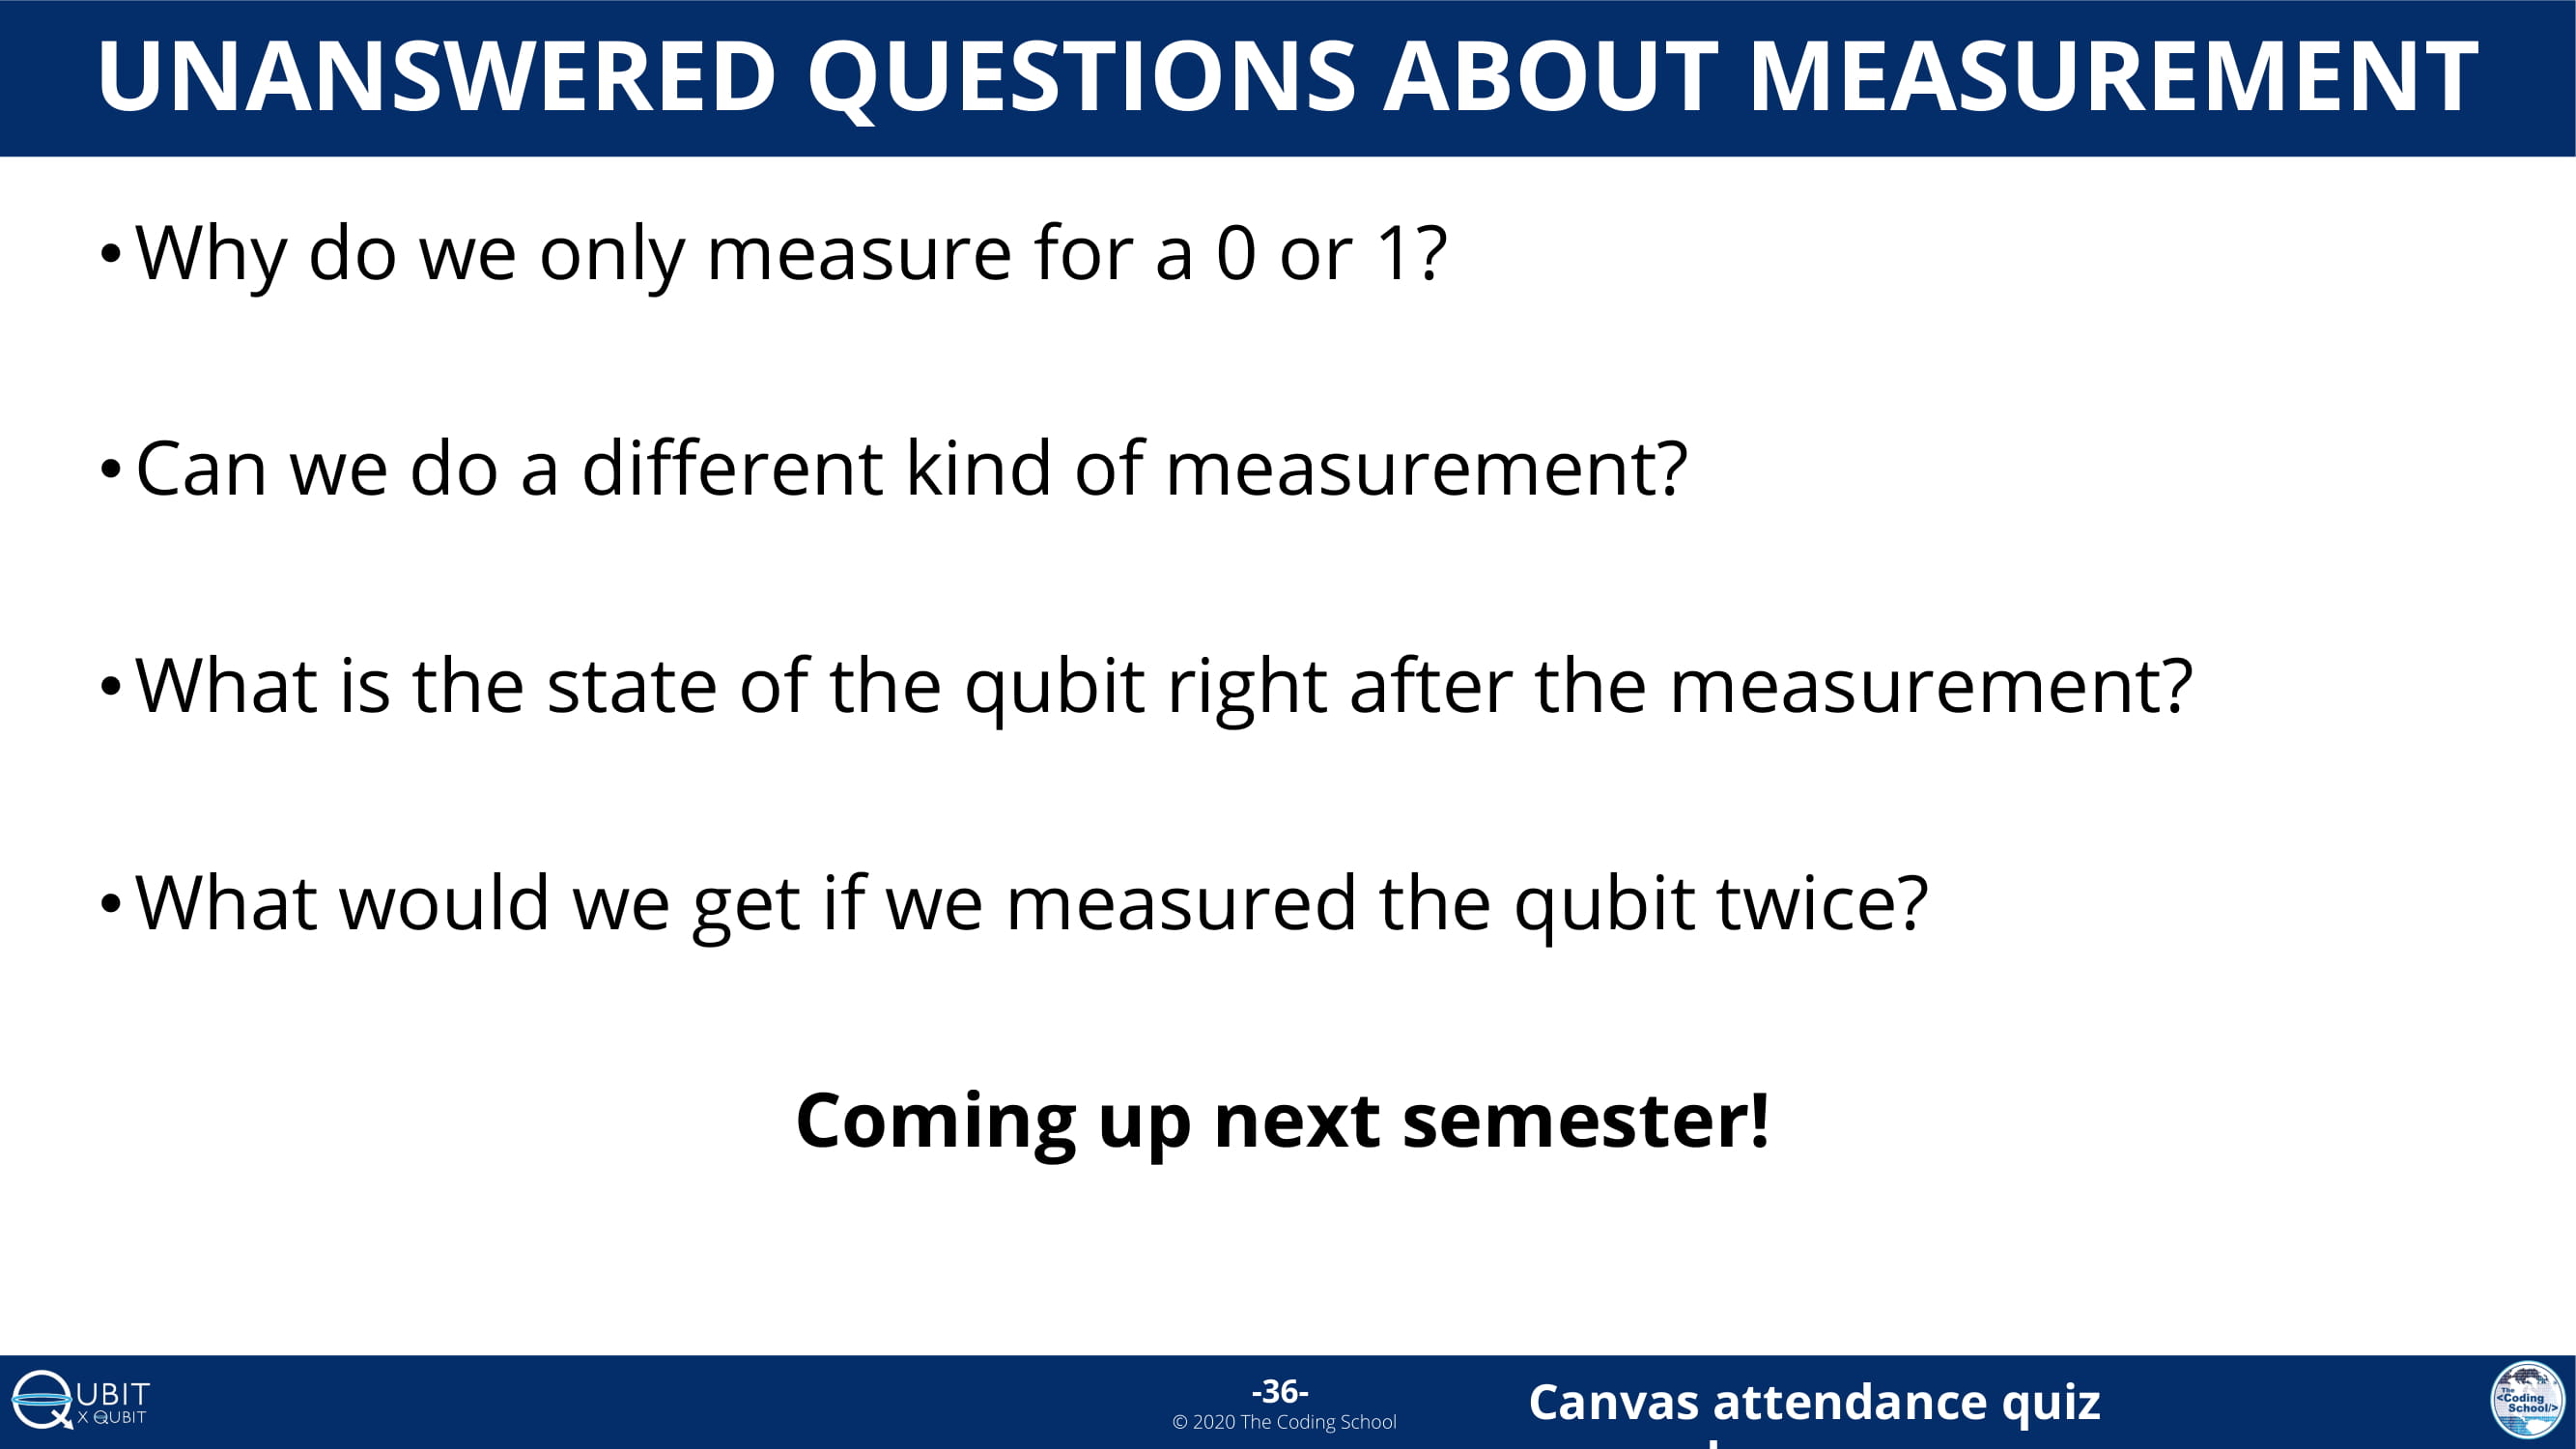 UNANSWERED QUESTIONS ABOUT MEASUREMENT
• Why do we only measure for a 0 or 1?
• Can we do a different kind of measurement?
• What is the state of the qubit right after the measurement?
• What would we get if we measured the qubit twice?
Coming up next semester!
QUBIT
X QUBIT
-36-
© 2020 The Coding School
Canvas attendance quiz
The
<Coding
School/>